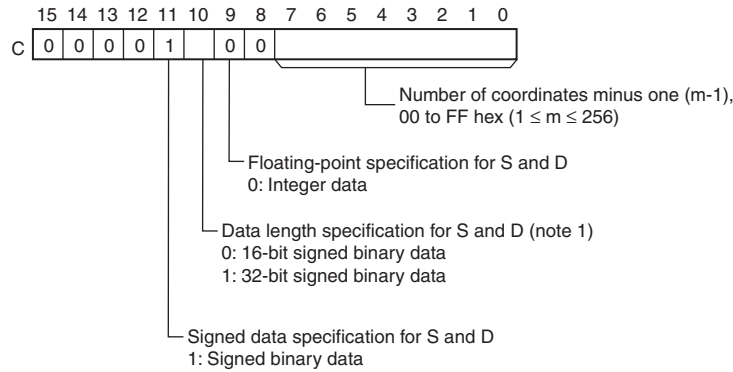 15 14 13 12 11 10 9 8 7 6 5 4 3 2 1 0
C 0 0 0 0 1 0 0
Number of coordinates minus one (m-1),
00 to FF hex (1 ≤ m ≤ 256)
Floating-point specification for S and D
0: Integer data
Data length specification for S and D (note 1)
0: 16-bit signed binary data
1: 32-bit signed binary data
Signed data specification for S and D
1: Signed binary data